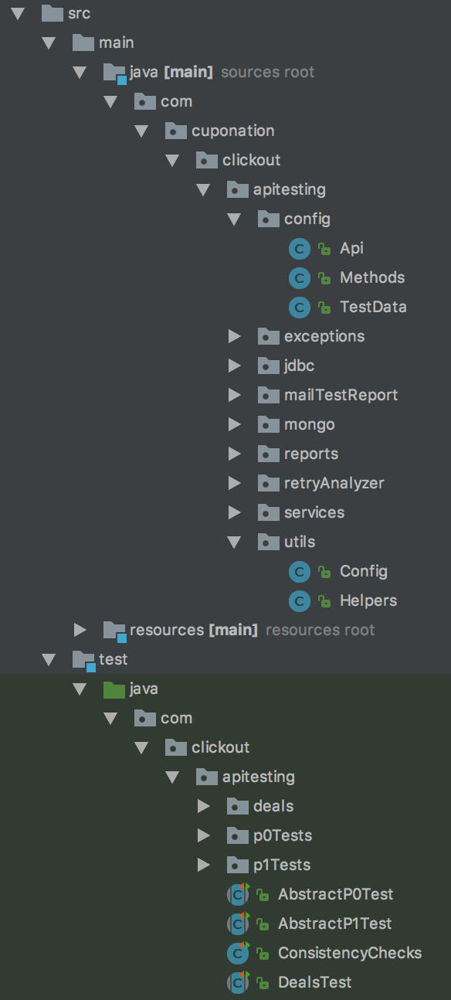 src
main
java [main] sources root
com
cuponation
clickout
apitesting
config
C Api
C Methods
C TestData
exceptions
jdbc
mailTestReport
mongo
reports
retryAnalyzer
services
utils
C Config
C Helpers
resources [main] resources root
test
java
com
clickout
apitesting
deals
p0Tests
p1Tests
C AbstractP0Test
C AbstractP1Test
C ConsistencyChecks
C DealsTest